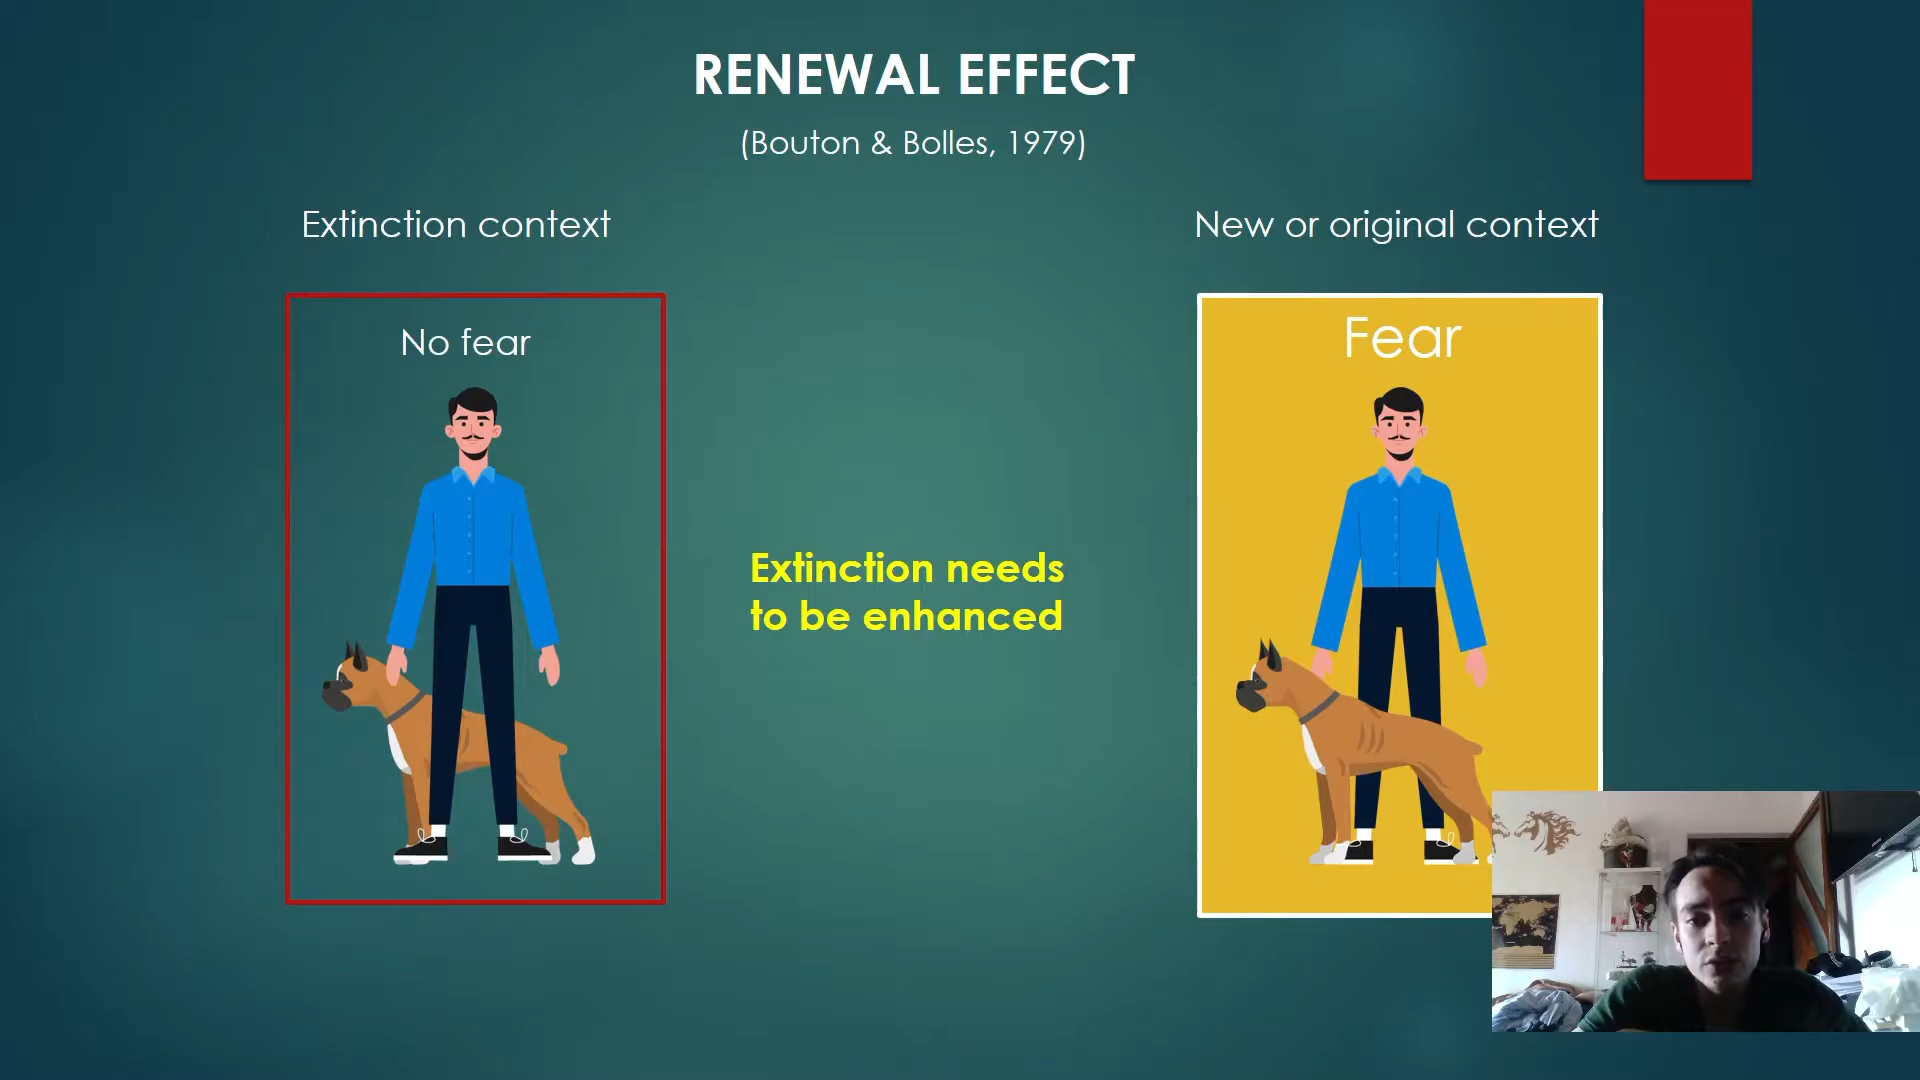 RENEWAL EFFECT
(Bouton & Bolles, 1979)
Extinction context
New or original context
No fear
Fear
Extinction needs
to be enhanced